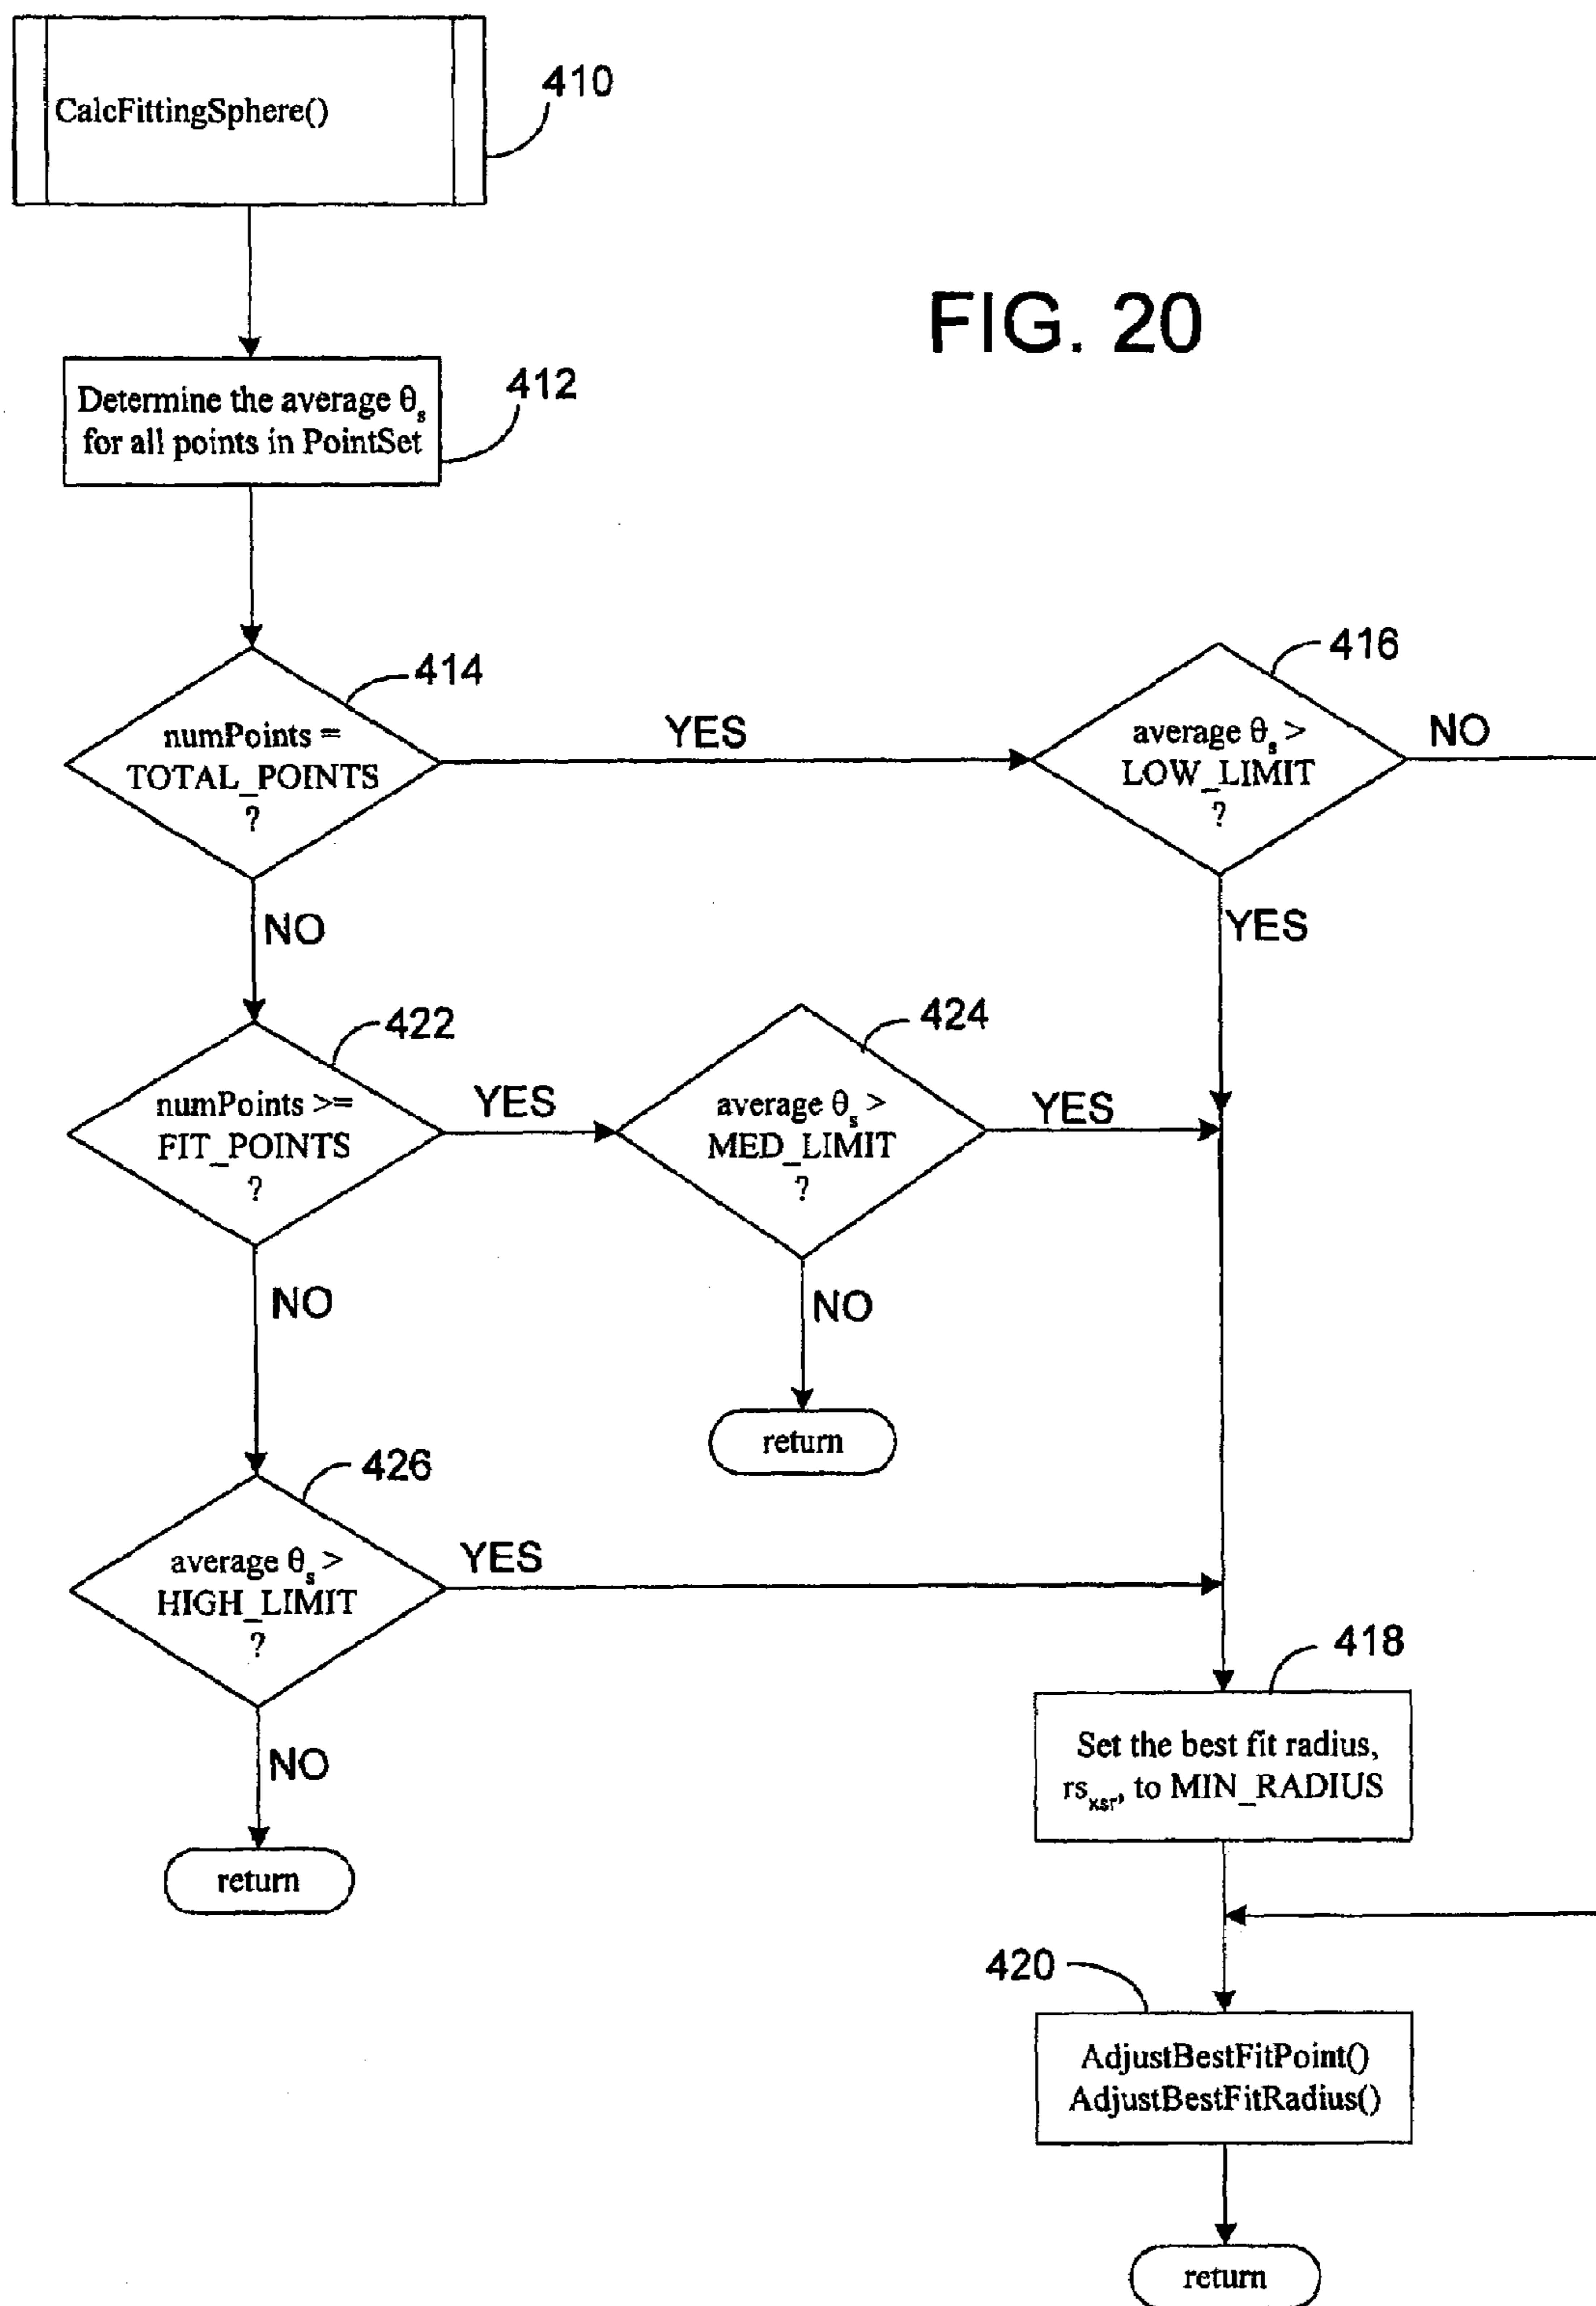 CalcFittingSphere()
410
FIG. 20
Determine the average θs
for all points in PointSet
412
414
numPoints =
TOTAL_POINTS
?
YES
416
average θs >
LOW_LIMIT
?
NO
NO
YES
422
numPoints >=
FIT_POINTS
?
YES
424
average θs >
MED_LIMIT
?
YES
NO
NO
return
426
average θs >
HIGH_LIMIT
?
YES
NO
return
418
Set the best fit radius,
rsxsr, to MIN_RADIUS
420
AdjustBestFitPoint()
AdjustBestFitRadius()
return